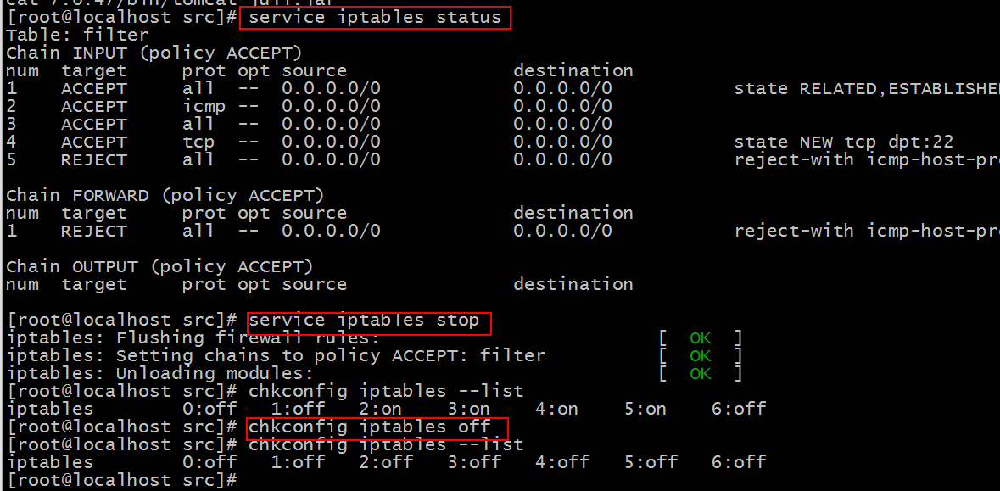 [root@localhost src]# service iptables status
Table: filter
Chain INPUT (policy ACCEPT)
num  target     prot opt source               destination
1    ACCEPT     all  --  0.0.0.0/0            0.0.0.0/0           state RELATED,ESTABLISHE
2    ACCEPT     icmp --  0.0.0.0/0            0.0.0.0/0
3    ACCEPT     all  --  0.0.0.0/0            0.0.0.0/0
4    ACCEPT     tcp  --  0.0.0.0/0            0.0.0.0/0           state NEW tcp dpt:22
5    REJECT     all  --  0.0.0.0/0            0.0.0.0/0           reject-with icmp-host-pr

Chain FORWARD (policy ACCEPT)
num  target     prot opt source               destination
1    REJECT     all  --  0.0.0.0/0            0.0.0.0/0           reject-with icmp-host-pr

Chain OUTPUT (policy ACCEPT)
num  target     prot opt source               destination

[root@localhost src]# service iptables stop
iptables: Flushing firewall rules:                         [  OK  ]
iptables: Setting chains to policy ACCEPT: filter          [  OK  ]
iptables: Unloading modules:                               [  OK  ]
[root@localhost src]# chkconfig iptables --list
iptables        0:off   1:off   2:on    3:on    4:on    5:on    6:off
[root@localhost src]# chkconfig iptables off
[root@localhost src]# chkconfig iptables --list
iptables        0:off   1:off   2:off   3:off   4:off   5:off   6:off
[root@localhost src]#